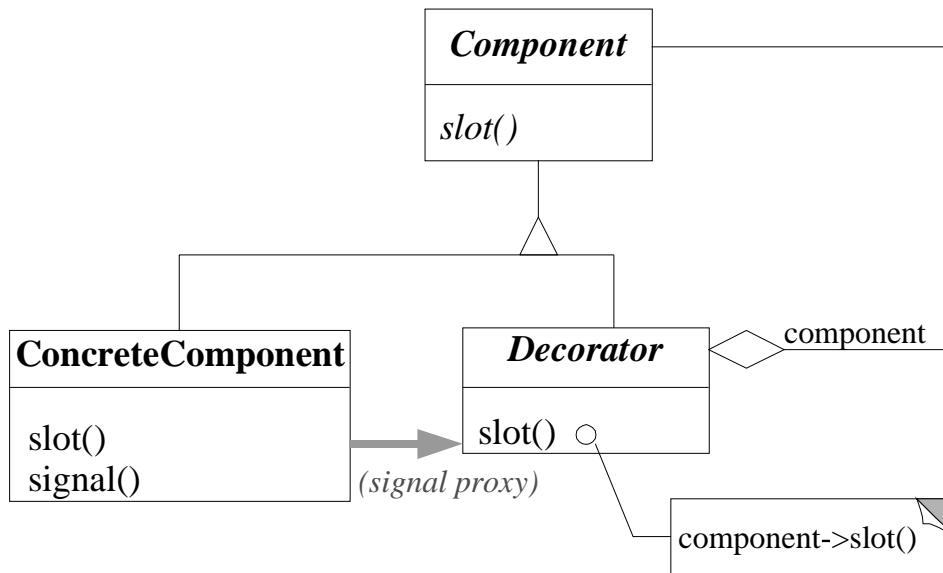 Component
slot()
ConcreteComponent
slot()
signal()
(signal proxy)
Decorator
slot()
component
component->slot()